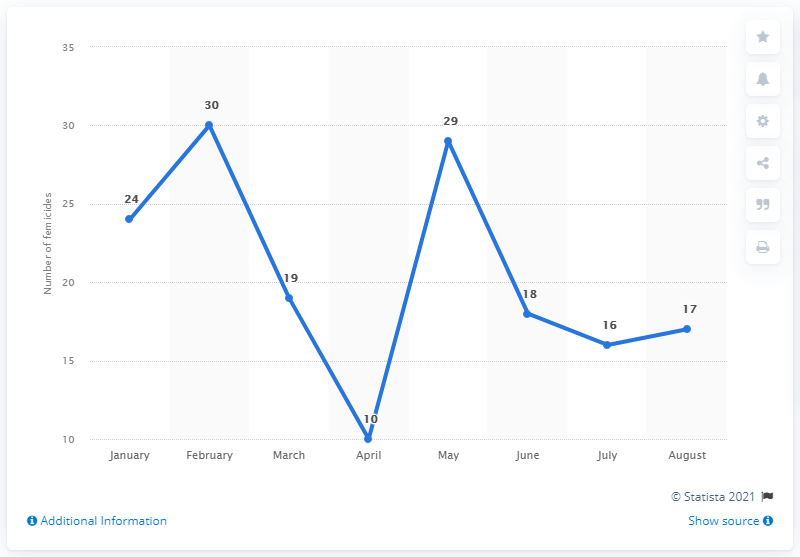 35
30
25
20
15
10
Number of femicides
24
30
19
10
29
18
16
17
January February March April May June July August
© Statista 2021
Additional Information
Show source